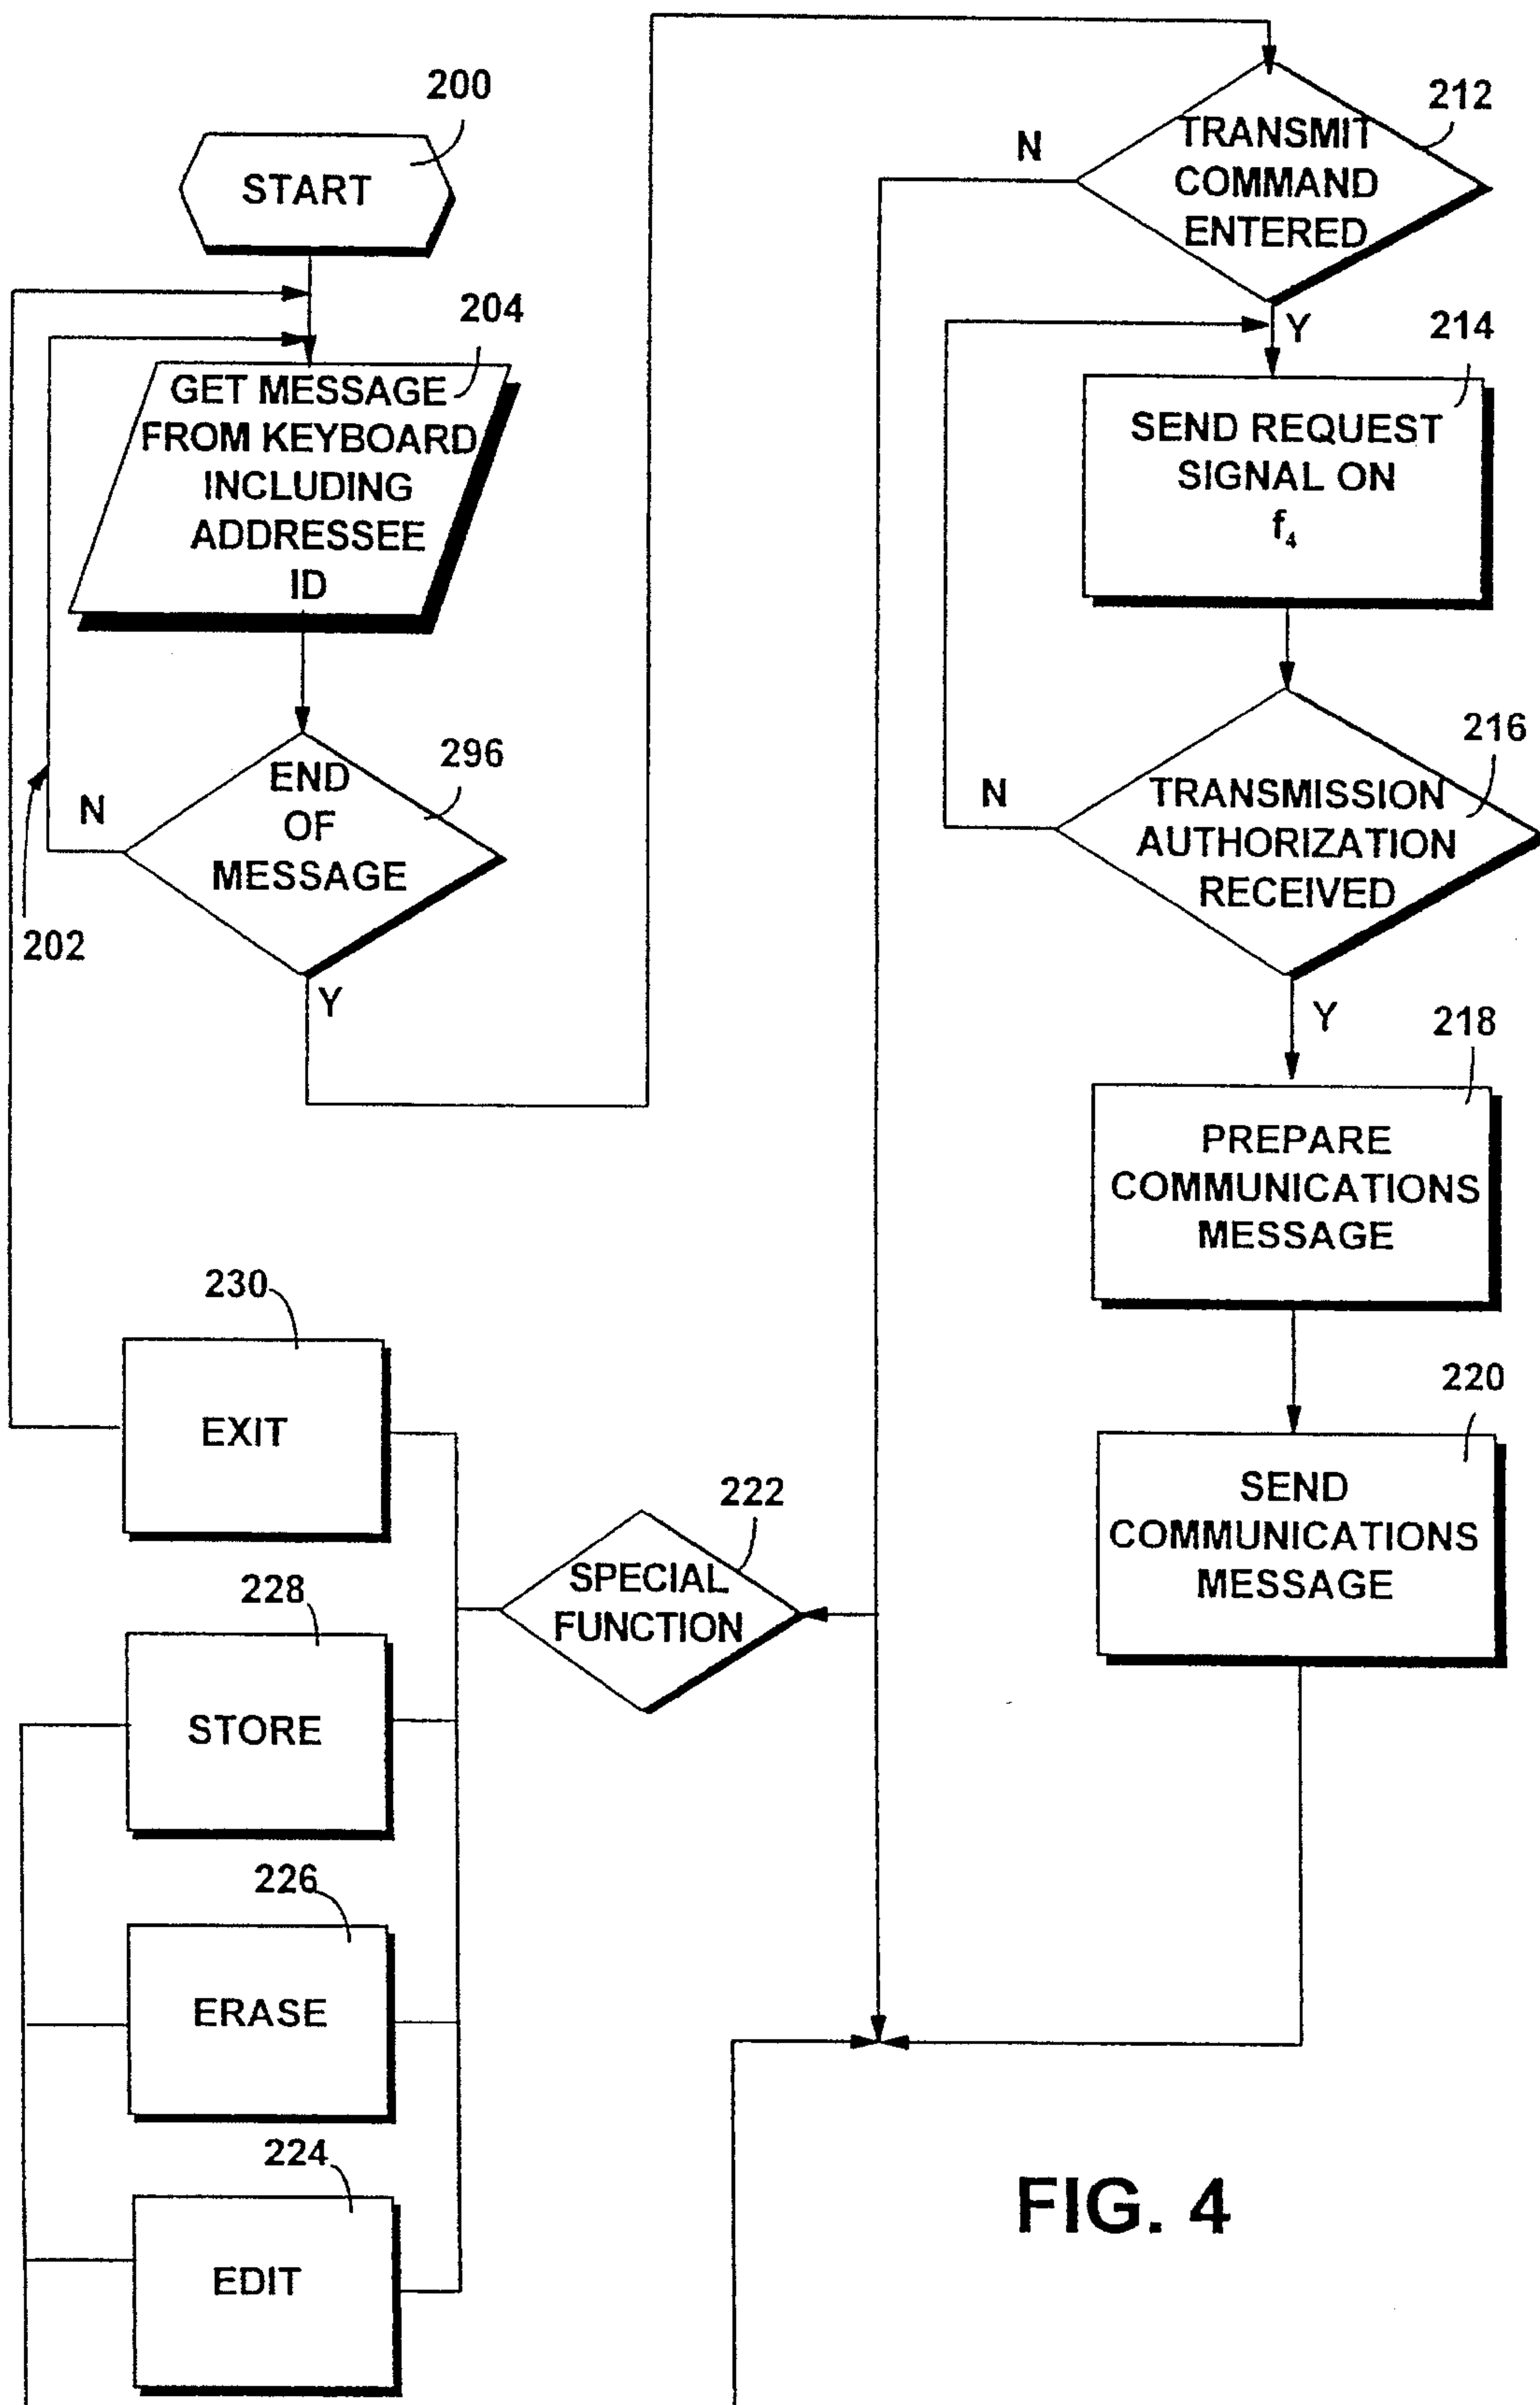 200
START
204
GET MESSAGE
FROM KEYBOARD
INCLUDING
ADDRESSEE
ID
296
END
OF
MESSAGE
N
202
Y
212
TRANSMIT
COMMAND
ENTERED
N
Y
214
SEND REQUEST
SIGNAL ON
f₄
216
TRANSMISSION
AUTHORIZATION
RECEIVED
N
Y
218
PREPARE
COMMUNICATIONS
MESSAGE
220
SEND
COMMUNICATIONS
MESSAGE
222
SPECIAL
FUNCTION
230
EXIT
228
STORE
226
ERASE
224
EDIT
FIG. 4